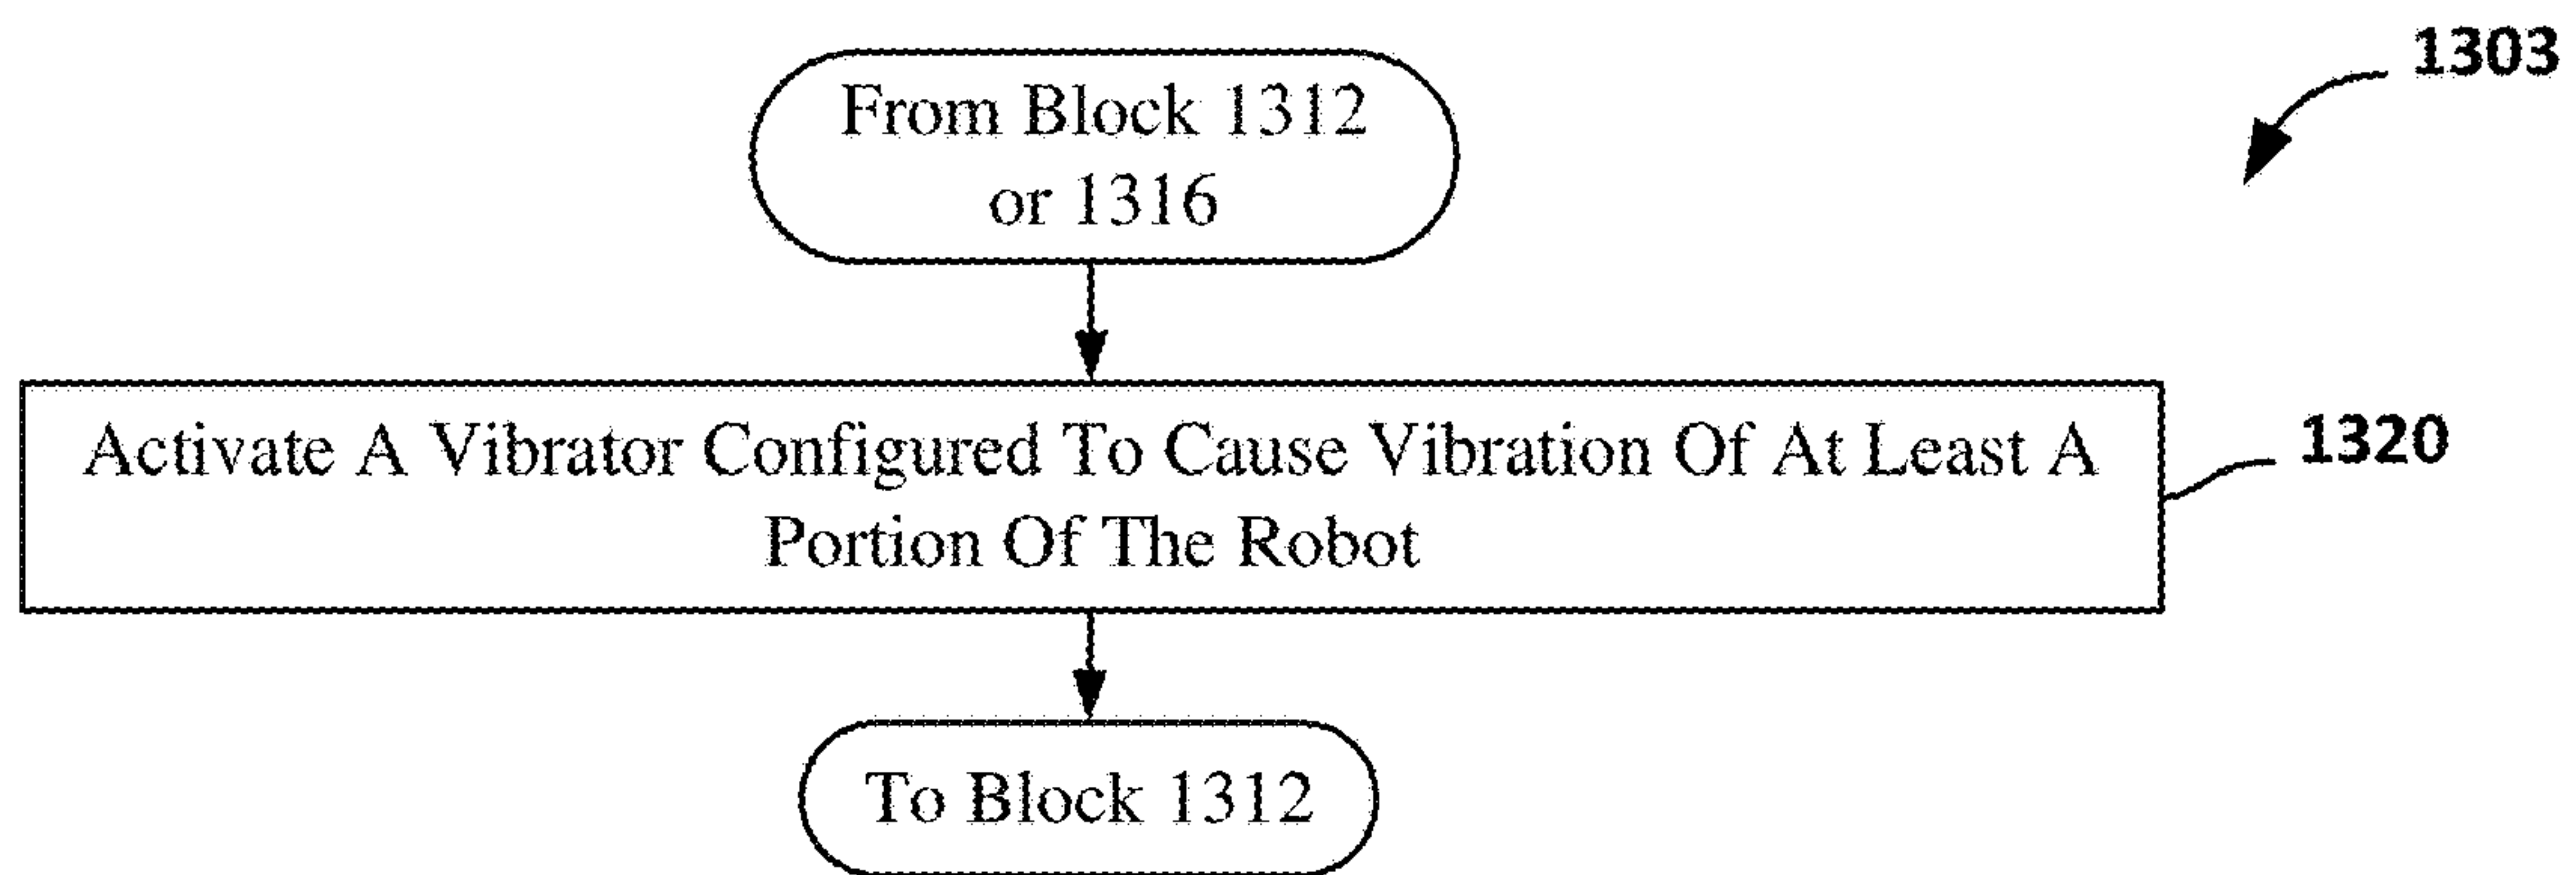 1303
From Block 1312
or 1316
Activate A Vibrator Configured To Cause Vibration Of At Least A
Portion Of The Robot
1320
To Block 1312